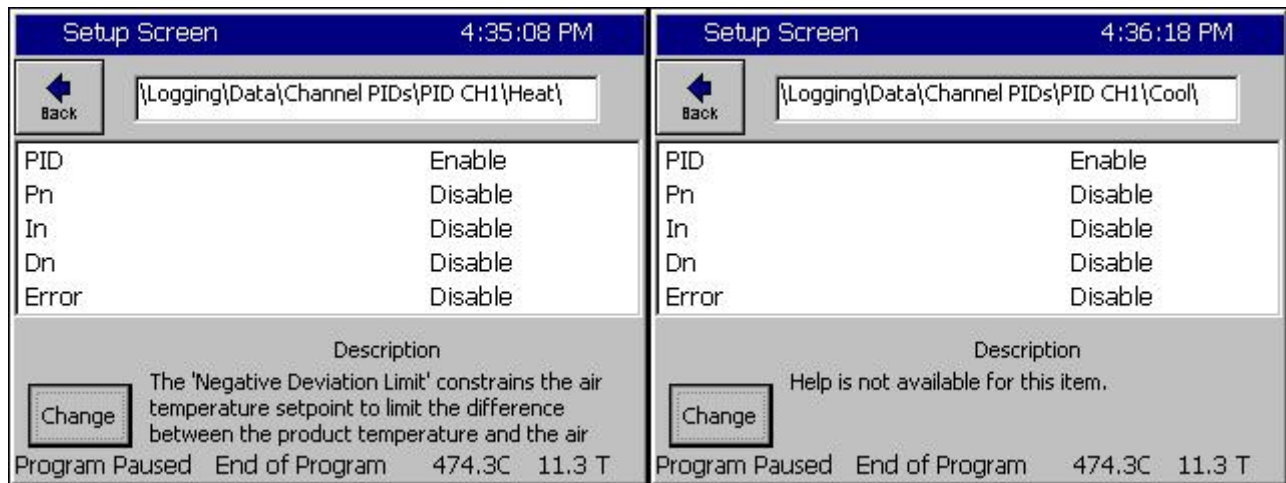 Setup Screen 4:35:08 PM
Back
\Logging\Data\Channel PIDs\PID CH1\Heat\
PID Enable
Pn Disable
In Disable
Dn Disable
Error Disable
Description
Change
The 'Negative Deviation Limit' constrains the air
temperature setpoint to limit the difference
between the product temperature and the air
Program Paused End of Program 474.3C 11.3 T
Setup Screen 4:36:18 PM
Back
\Logging\Data\Channel PIDs\PID CH1\Cool\
PID Enable
Pn Disable
In Disable
Dn Disable
Error Disable
Description
Change
Help is not available for this item.
Program Paused End of Program 474.3C 11.3 T